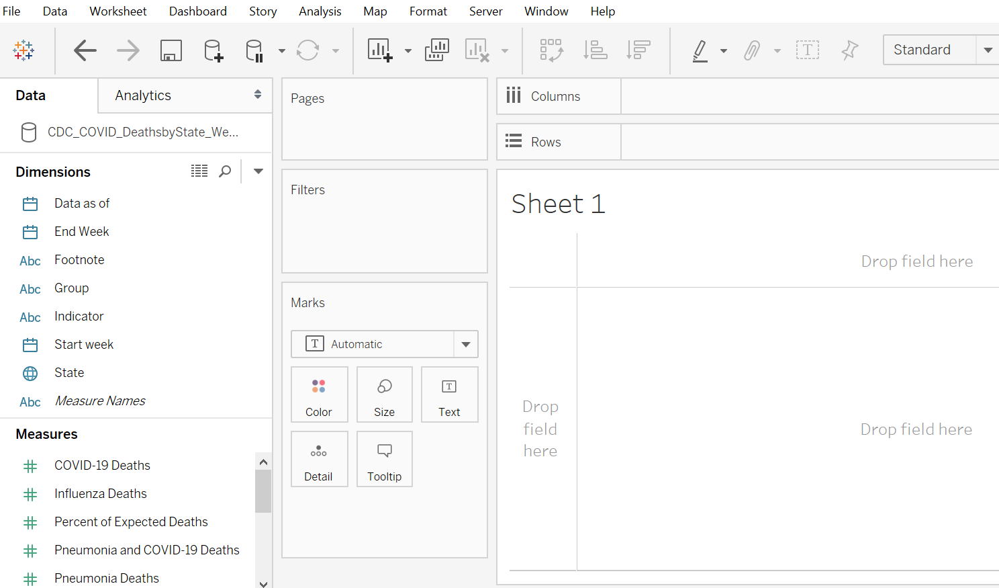 File Data Worksheet Dashboard Story Analysis Map Format Server Window Help
T
Standard
Data
Analytics
CDC_COVID_DeathsbyState_We...
Dimensions
Data as of
End Week
Abc Footnote
Abc Group
Abc Indicator
Start week
State
Abc Measure Names
Measures
COVID-19 Deaths
Influenza Deaths
Percent of Expected Deaths
Pneumonia and COVID-19 Deaths
Pneumonia Deaths
Pages
Filters
Marks
T Automatic
Color
Size
T
Text
Detail
Tooltip
Columns
Rows
Sheet 1
Drop field here
Drop
field
here
Drop field here